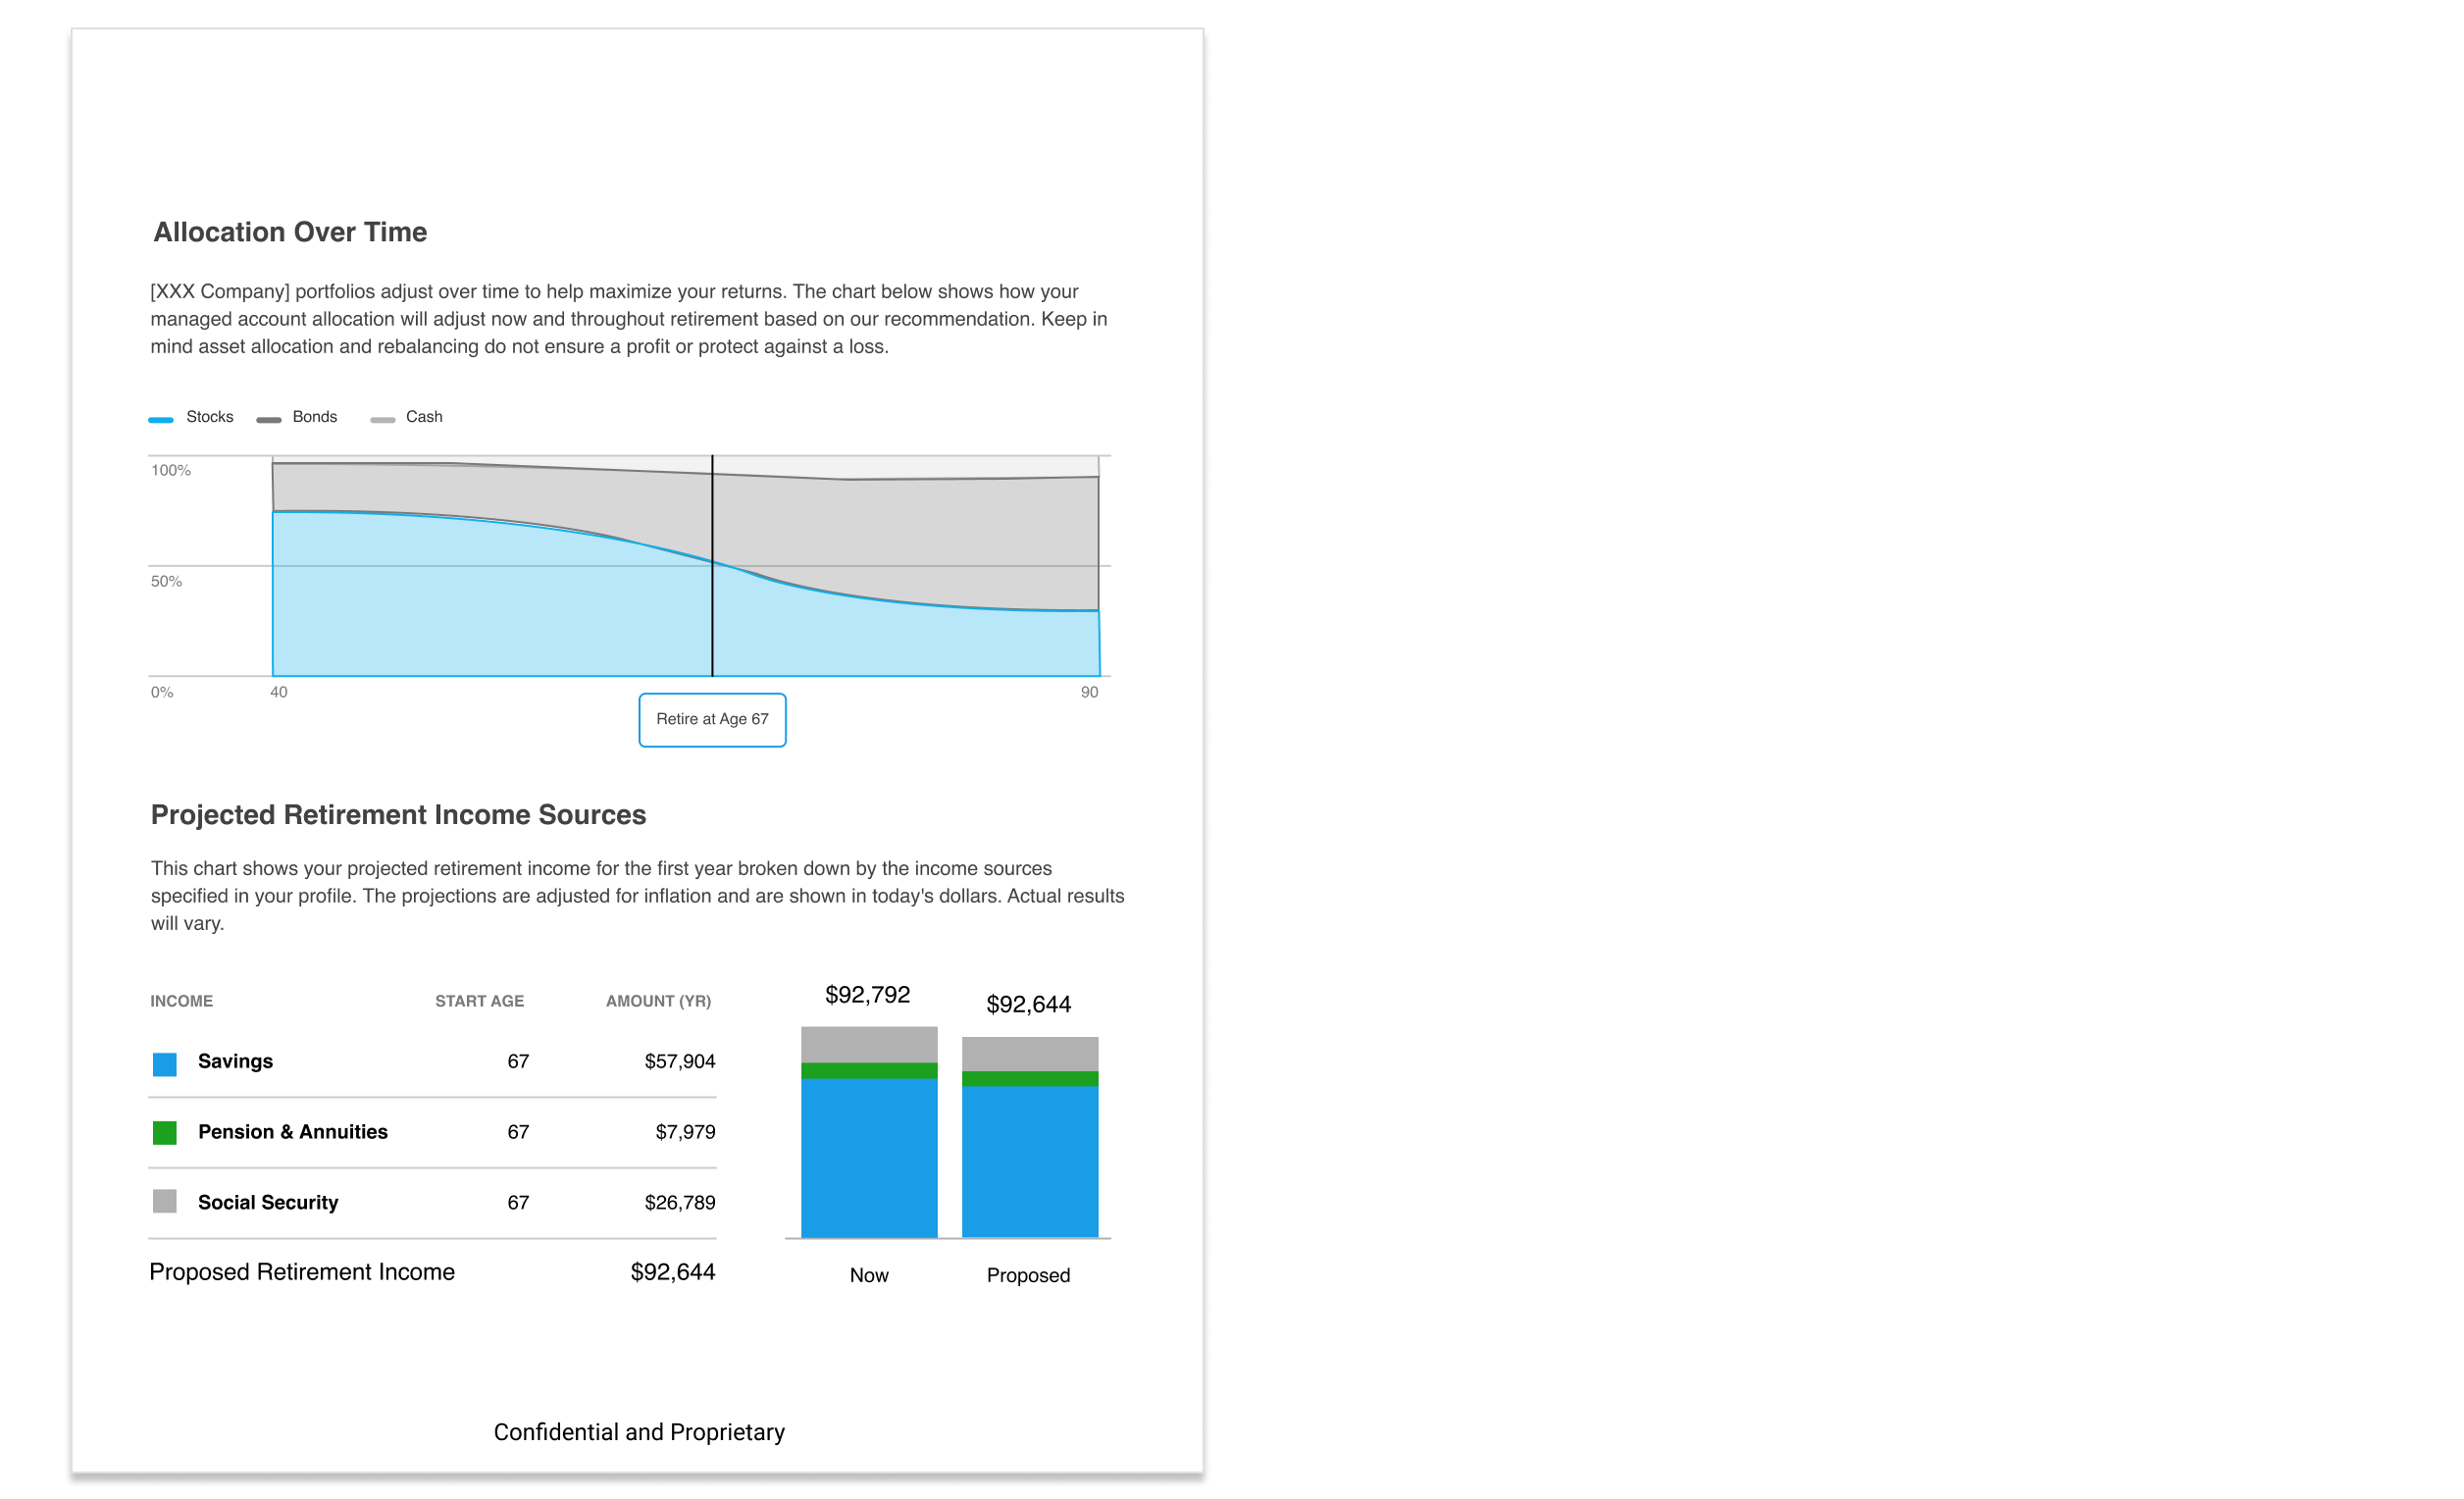 Allocation Over Time
[XXX Company] portfolios adjust over time to help maximize your returns. The chart below shows how your
managed account allocation will adjust now and throughout retirement based on our recommendation. Keep in
mind asset allocation and rebalancing do not ensure a profit or protect against a loss.
Stocks Bonds Cash
100%
50%
0% 40 90
Retire at Age 67
Projected Retirement Income Sources
This chart shows your projected retirement income for the first year broken down by the income sources
specified in your profile. The projections are adjusted for inflation and are shown in today's dollars. Actual results
will vary.
INCOME START AGE AMOUNT (YR)
Savings 67 $57,904
Pension & Annuities 67 $7,979
Social Security 67 $26,789
Proposed Retirement Income $92,644
$92,792 $92,644
Now Proposed
Confidential and Proprietary